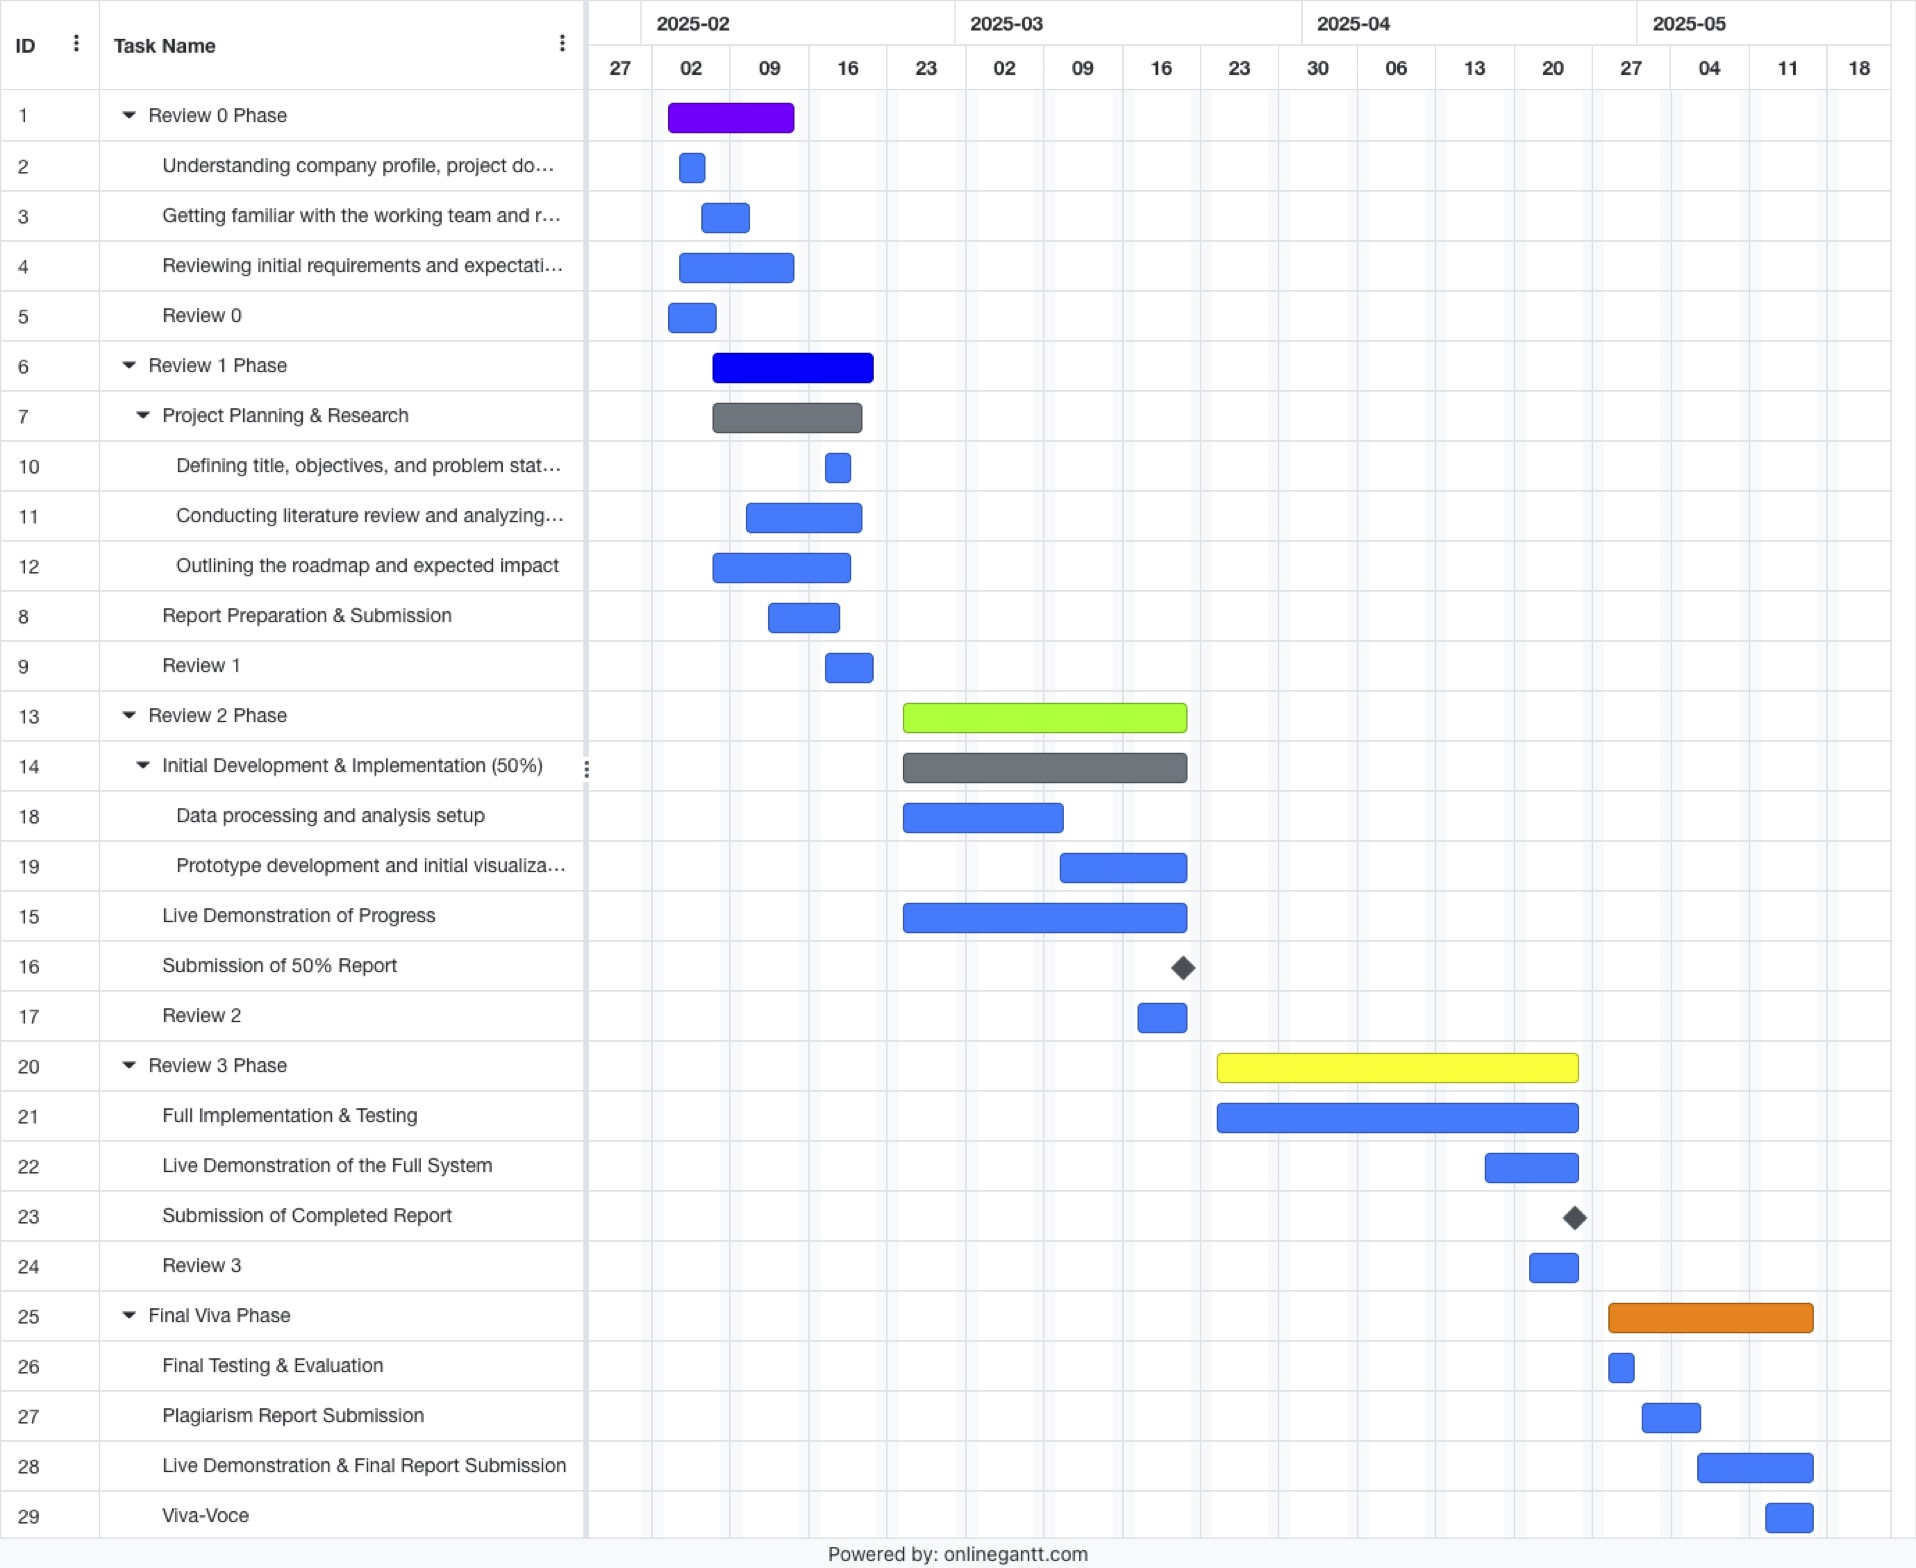 ID Task Name
2025-02 2025-03 2025-04 2025-05
27 02 09 16 23 02 09 16 23 30 06 13 20 27 04 11 18
1 Review 0 Phase
2 Understanding company profile, project do...
3 Getting familiar with the working team and r...
4 Reviewing initial requirements and expectati...
5 Review 0
6 Review 1 Phase
7 Project Planning & Research
10 Defining title, objectives, and problem stat...
11 Conducting literature review and analyzing...
12 Outlining the roadmap and expected impact
8 Report Preparation & Submission
9 Review 1
13 Review 2 Phase
14 Initial Development & Implementation (50%)
18 Data processing and analysis setup
19 Prototype development and initial visualiza...
15 Live Demonstration of Progress
16 Submission of 50% Report
17 Review 2
20 Review 3 Phase
21 Full Implementation & Testing
22 Live Demonstration of the Full System
23 Submission of Completed Report
24 Review 3
25 Final Viva Phase
26 Final Testing & Evaluation
27 Plagiarism Report Submission
28 Live Demonstration & Final Report Submission
29 Viva-Voce
Powered by: onlinegantt.com